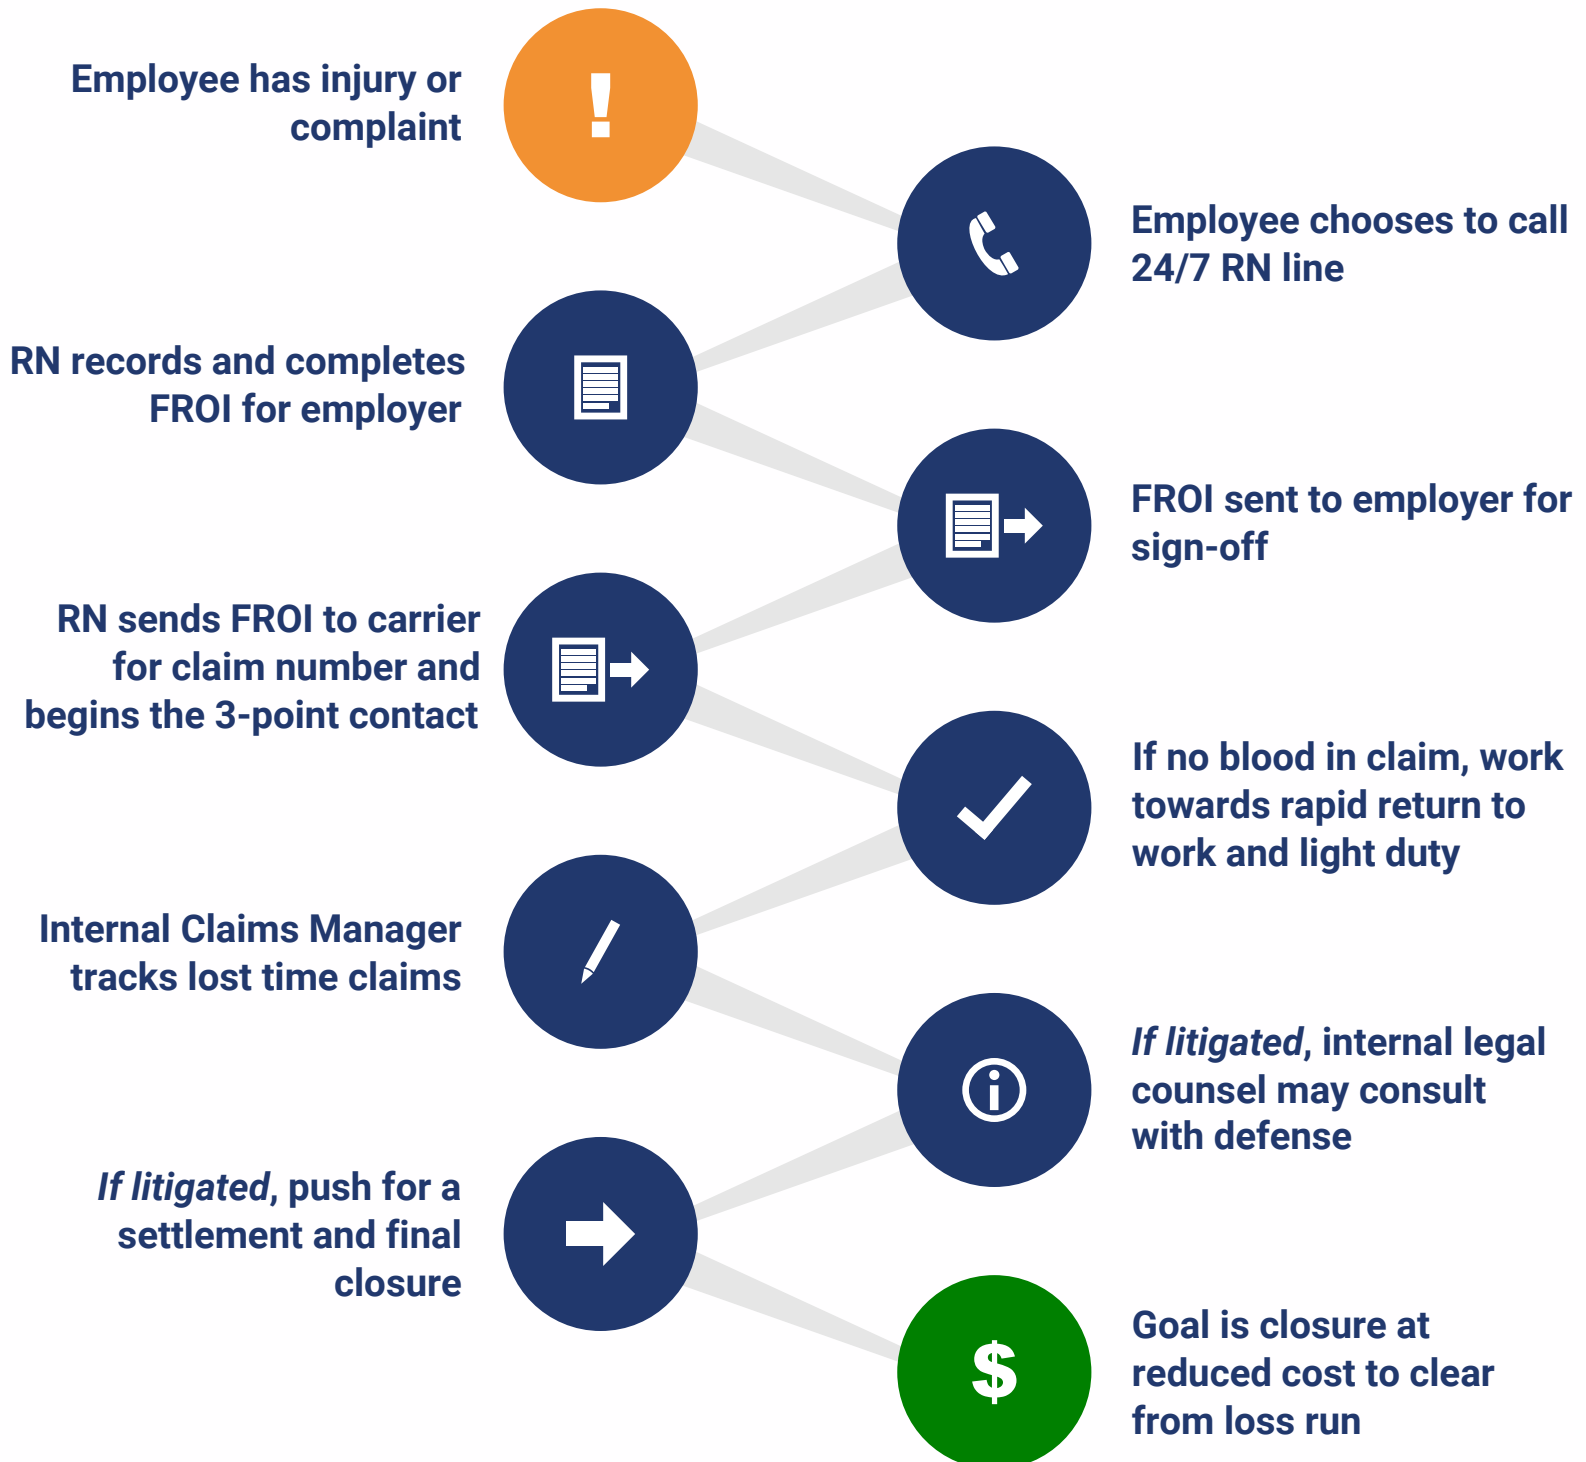 Employee has injury or
complaint
!
Employee chooses to call
24/7 RN line
RN records and completes
FROI for employer
FROI sent to employer for
sign-off
RN sends FROI to carrier
for claim number and
begins the 3-point contact
If no blood in claim, work
towards rapid return to
work and light duty
Internal Claims Manager
tracks lost time claims
If litigated, internal legal
counsel may consult
with defense
i
If litigated, push for a
settlement and final
closure
$
Goal is closure at
reduced cost to clear
from loss run